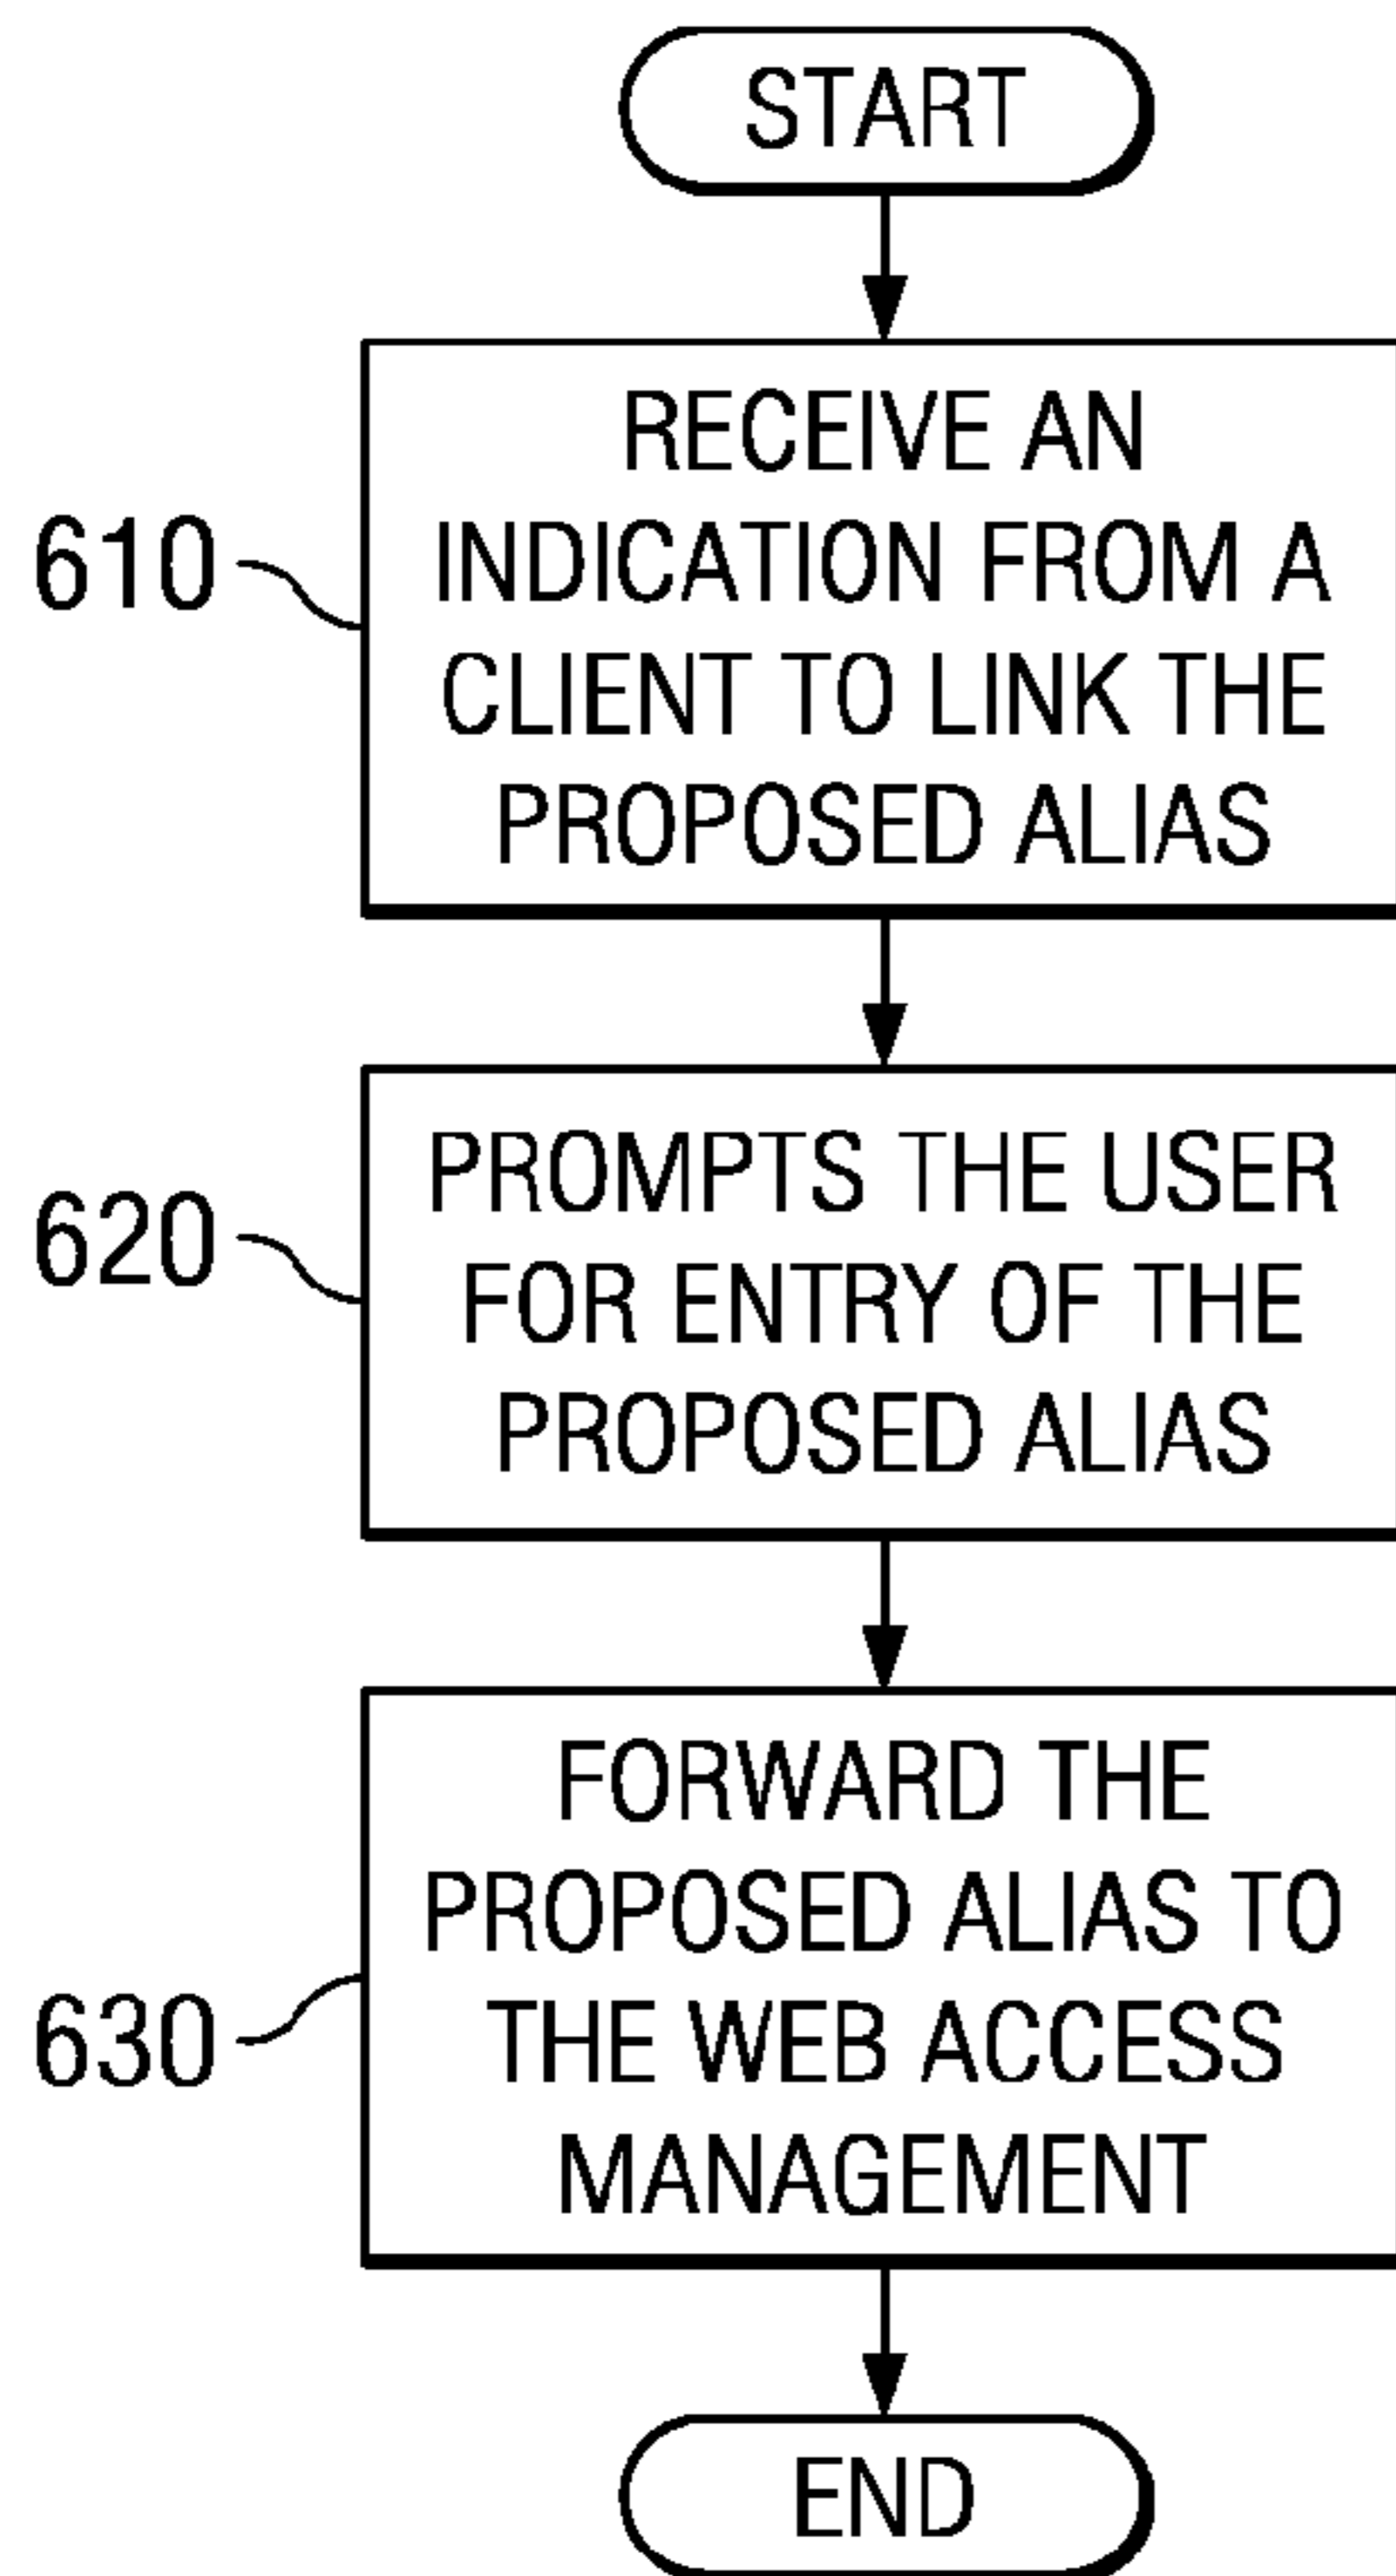 START
RECEIVE AN
INDICATION FROM A
CLIENT TO LINK THE
PROPOSED ALIAS
610
PROMPTS THE USER
FOR ENTRY OF THE
PROPOSED ALIAS
620
FORWARD THE
PROPOSED ALIAS TO
THE WEB ACCESS
MANAGEMENT
630
END